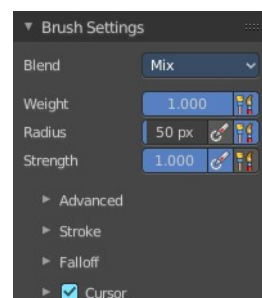 Brush Settings
Blend Mix
Weight 1.000
Radius 50 px
Strength 1.000
Advanced
Stroke
Falloff
Cursor